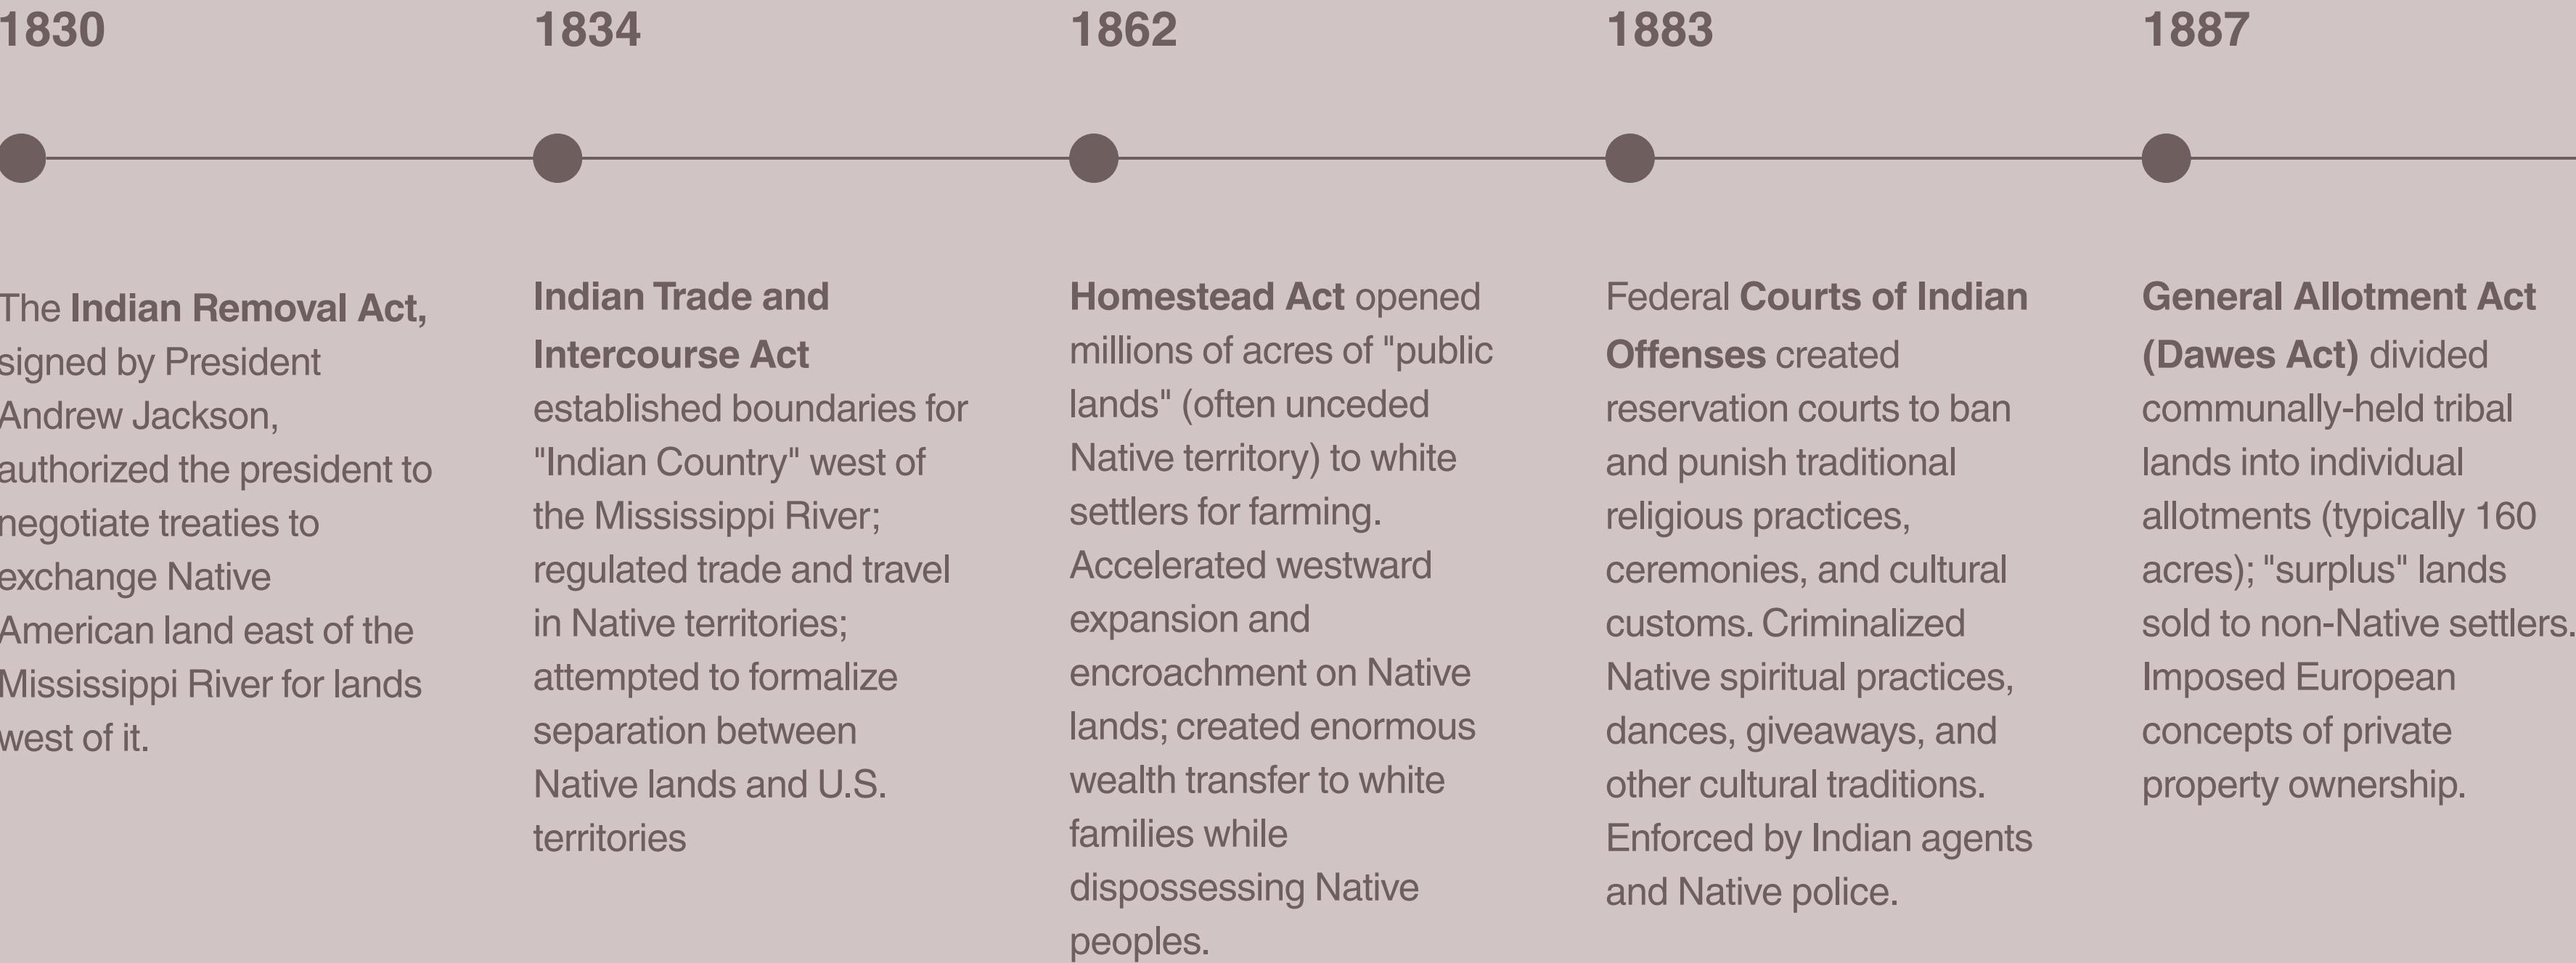 1830
The Indian Removal Act,
signed by President
Andrew Jackson,
authorized the president to
negotiate treaties to
exchange Native
American land east of the
Mississippi River for lands
west of it.
1834
Indian Trade and
Intercourse Act
established boundaries for
"Indian Country" west of
the Mississippi River;
regulated trade and travel
in Native territories;
attempted to formalize
separation between
Native lands and U.S.
territories
1862
Homestead Act opened
millions of acres of "public
lands" (often unceded
Native territory) to white
settlers for farming.
Accelerated westward
expansion and
encroachment on Native
lands; created enormous
wealth transfer to white
families while
dispossessing Native
peoples.
1883
Federal Courts of Indian
Offenses created
reservation courts to ban
and punish traditional
religious practices,
ceremonies, and cultural
customs. Criminalized
Native spiritual practices,
dances, giveaways, and
other cultural traditions.
Enforced by Indian agents
and Native police.
1887
General Allotment Act
(Dawes Act) divided
communally-held tribal
lands into individual
allotments (typically 160
acres); "surplus" lands
sold to non-Native settlers.
Imposed European
concepts of private
property ownership.